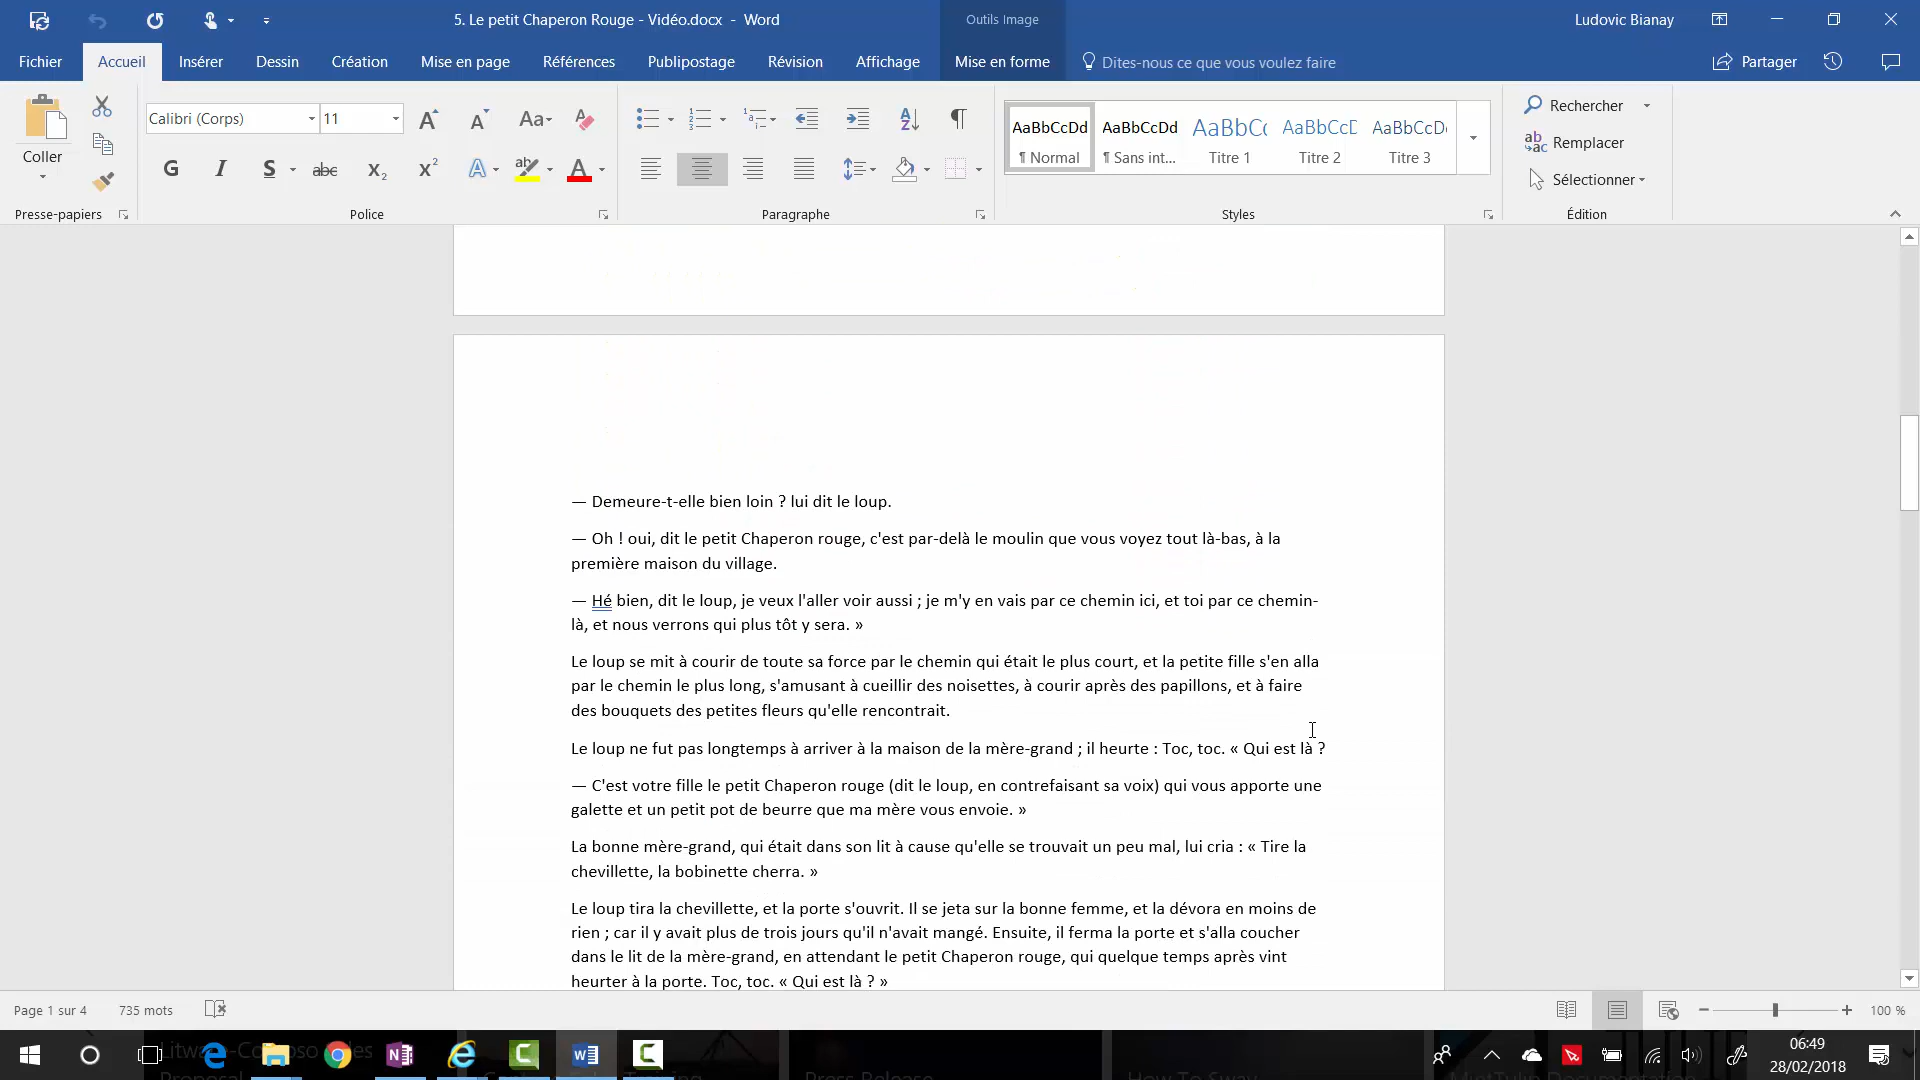 5. Le petit Chaperon Rouge - Vidéo.docx - Word
Outils Image
Ludovic Bianay
Fichier Accueil Insérer Dessin Création Mise en page Références Publipostage Révision Affichage Mise en forme Dites-nous ce que vous voulez faire Partager
Coller
Calibri (Corps) 11
Aa
G I S abc X₂ X²
AaBbCcDd AaBbCcDd AaBbCc AaBbCcD AaBbCcD
¶ Normal ¶ Sans int... Titre 1 Titre 2 Titre 3
Rechercher
Remplacer
Sélectionner
Presse-papiers Police Paragraphe Styles Édition
— Demeure-t-elle bien loin ? lui dit le loup.
— Oh ! oui, dit le petit Chaperon rouge, c'est par-delà le moulin que vous voyez tout là-bas, à la
première maison du village.
— Hé bien, dit le loup, je veux l'aller voir aussi ; je m'y en vais par ce chemin ici, et toi par ce chemin-
là, et nous verrons qui plus tôt y sera. »
Le loup se mit à courir de toute sa force par le chemin qui était le plus court, et la petite fille s'en alla
par le chemin le plus long, s'amusant à cueillir des noisettes, à courir après des papillons, et à faire
des bouquets des petites fleurs qu'elle rencontrait.
Le loup ne fut pas longtemps à arriver à la maison de la mère-grand ; il heurte : Toc, toc. « Qui est là ?
— C'est votre fille le petit Chaperon rouge (dit le loup, en contrefaisant sa voix) qui vous apporte une
galette et un petit pot de beurre que ma mère vous envoie. »
La bonne mère-grand, qui était dans son lit à cause qu'elle se trouvait un peu mal, lui cria : « Tire la
chevillette, la bobinette cherra. »
Le loup tira la chevillette, et la porte s'ouvrit. Il se jeta sur la bonne femme, et la dévora en moins de
rien ; car il y avait plus de trois jours qu'il n'avait mangé. Ensuite, il ferma la porte et s'alla coucher
dans le lit de la mère-grand, en attendant le petit Chaperon rouge, qui quelque temps après vint
heurter à la porte. Toc, toc. « Qui est là ? »
Page 1 sur 4 735 mots 100 %
06:49
28/02/2018